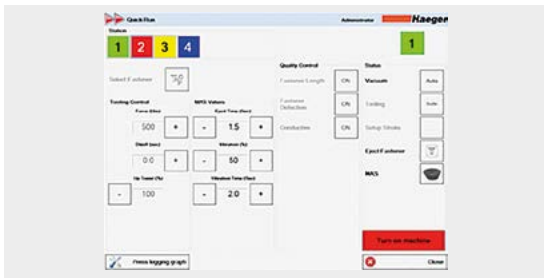 Quick Run
Administrator
Haeger
Station
1 2 3 4
1
Select Fastener
Tooling Control
Force (lbs)
500 +
Dwell (sec)
0.0 +
Up Travel (%)
- 100
MAS Values
Eject Time (Sec)
- 1.5 +
Vibration (%)
- 50 +
Vibration Time (Sec)
- 2.0 +
Quality Control
Fastener Length ON
Fastener
Detection ON
Conductive ON
Status
Vacuum Auto
Tooling Auto
Setup Stroke
Eject Fastener
MAS
Turn on machine
Press logging graph
Close